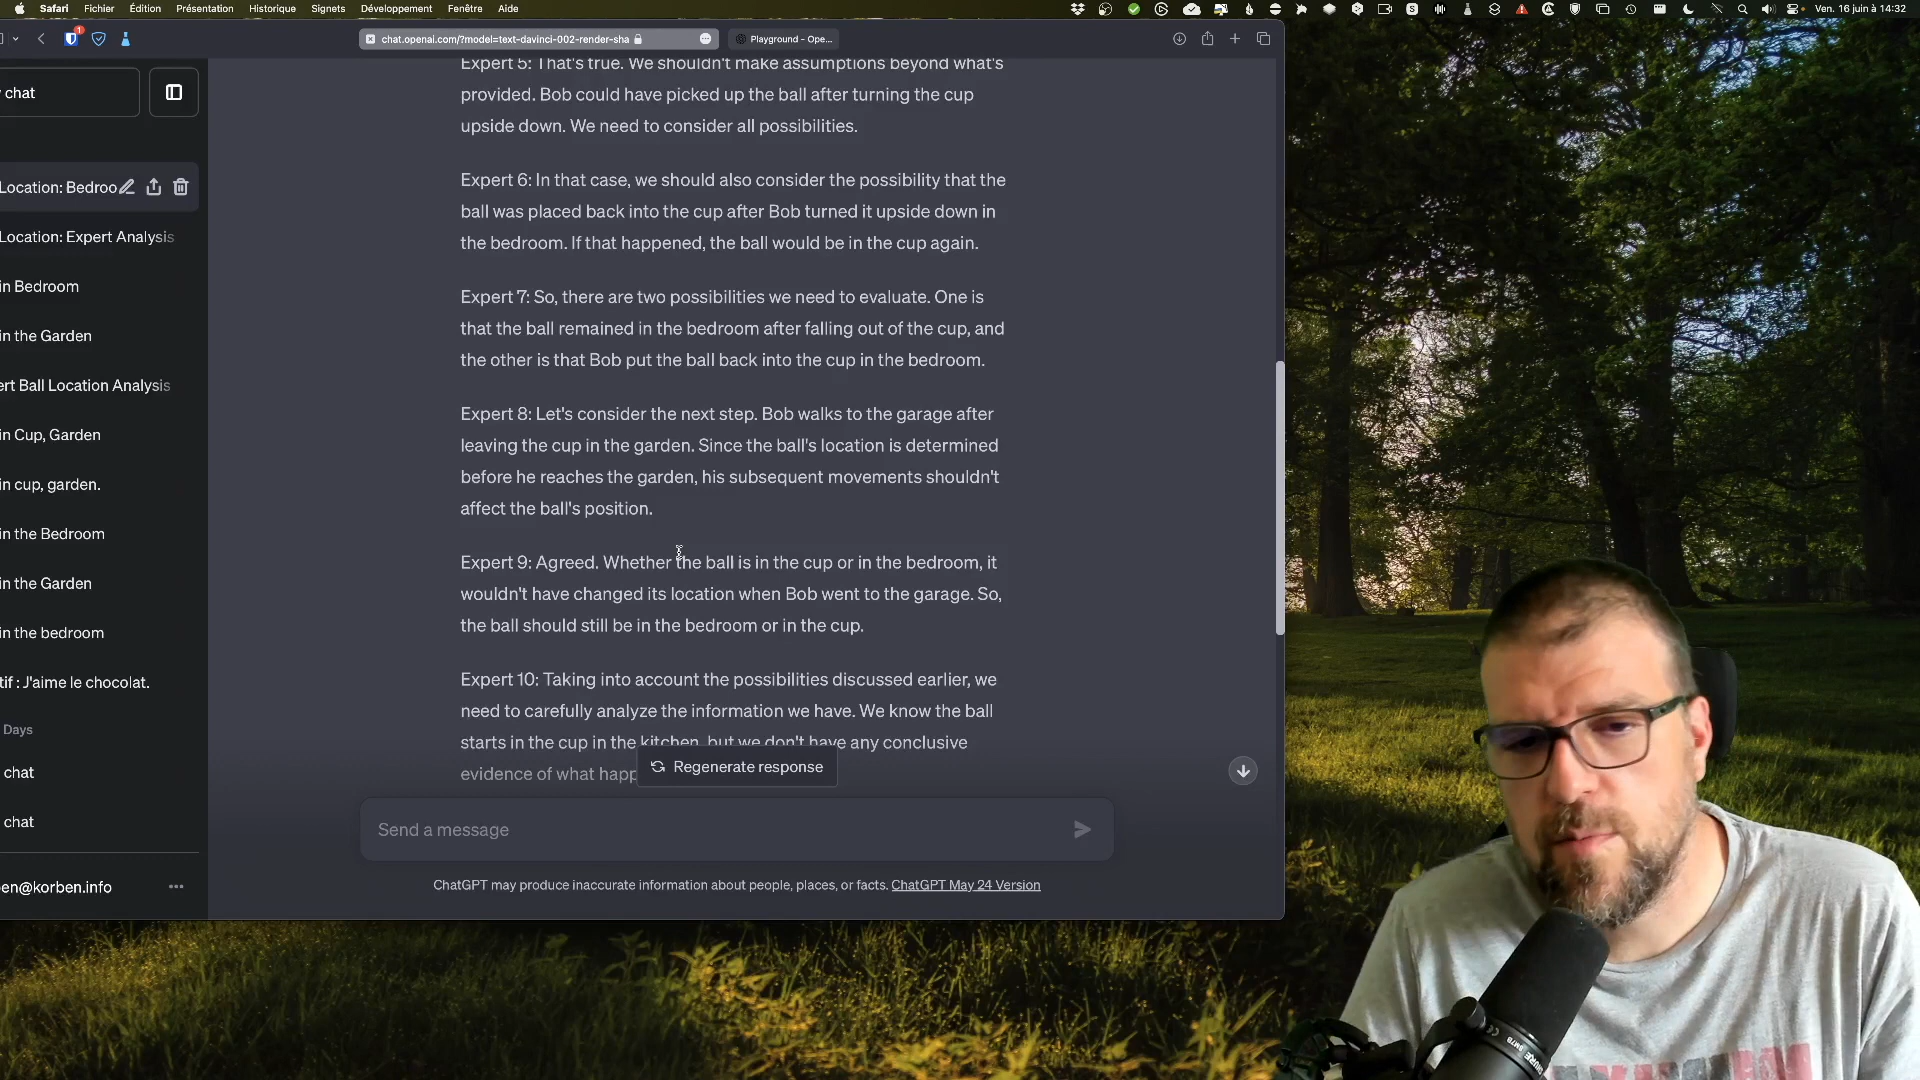 Safari Fichier Édition Présentation Historique Signets Développement Fenêtre Aide
Ven. 16 juin à 14:32
1
chat.openai.com/?model=text-davinci-002-render-sha
Playground - Ope...
chat
Location: Bedroo
Location: Expert Analysis
in Bedroom
in the Garden
ert Ball Location Analysis
in Cup, Garden
in cup, garden.
in the Bedroom
in the Garden
in the bedroom
tif : J'aime le chocolat.
Days
chat
chat
en@korben.info
Expert 5: That's true. We shouldn't make assumptions beyond what's
provided. Bob could have picked up the ball after turning the cup
upside down. We need to consider all possibilities.
Expert 6: In that case, we should also consider the possibility that the
ball was placed back into the cup after Bob turned it upside down in
the bedroom. If that happened, the ball would be in the cup again.
Expert 7: So, there are two possibilities we need to evaluate. One is
that the ball remained in the bedroom after falling out of the cup, and
the other is that Bob put the ball back into the cup in the bedroom.
Expert 8: Let's consider the next step. Bob walks to the garage after
leaving the cup in the garden. Since the ball's location is determined
before he reaches the garden, his subsequent movements shouldn't
affect the ball's position.
Expert 9: Agreed. Whether the ball is in the cup or in the bedroom, it
wouldn't have changed its location when Bob went to the garage. So,
the ball should still be in the bedroom or in the cup.
Expert 10: Taking into account the possibilities discussed earlier, we
need to carefully analyze the information we have. We know the ball
starts in the cup in the kitchen, but we don't have any conclusive
evidence of what happ
Regenerate response
Send a message
ChatGPT may produce inaccurate information about people, places, or facts. ChatGPT May 24 Version